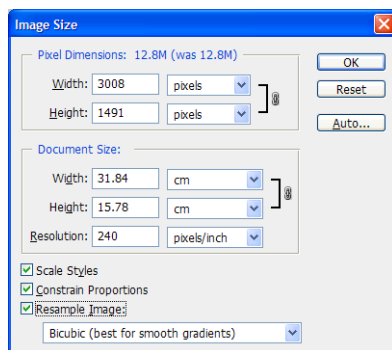 Image Size
Pixel Dimensions: 12.8M (was 12.8M)
Width: 3008 pixels
Height: 1491 pixels
OK
Reset
Auto...
Document Size:
Width: 31.84 cm
Height: 15.78 cm
Resolution: 240 pixels/inch
Scale Styles
Constrain Proportions
Resample Image:
Bicubic (best for smooth gradients)